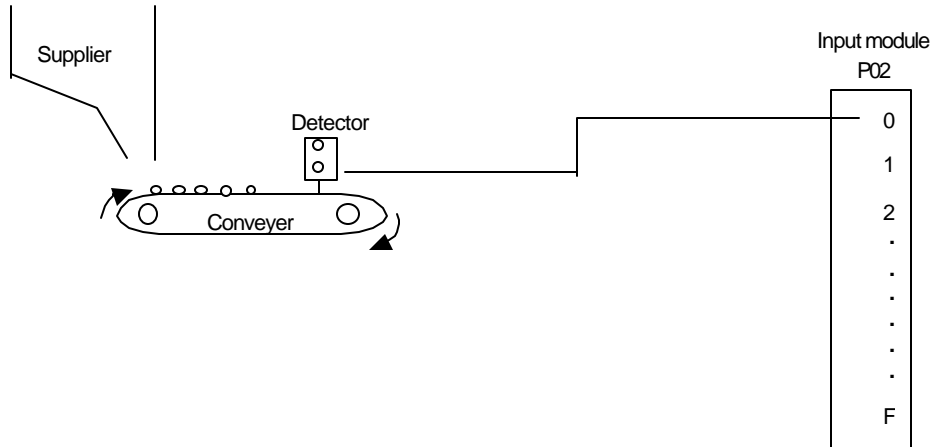 Supplier
Input module
P02
Detector
Conveyer
0
1
2
.
.
.
.
.
.
F